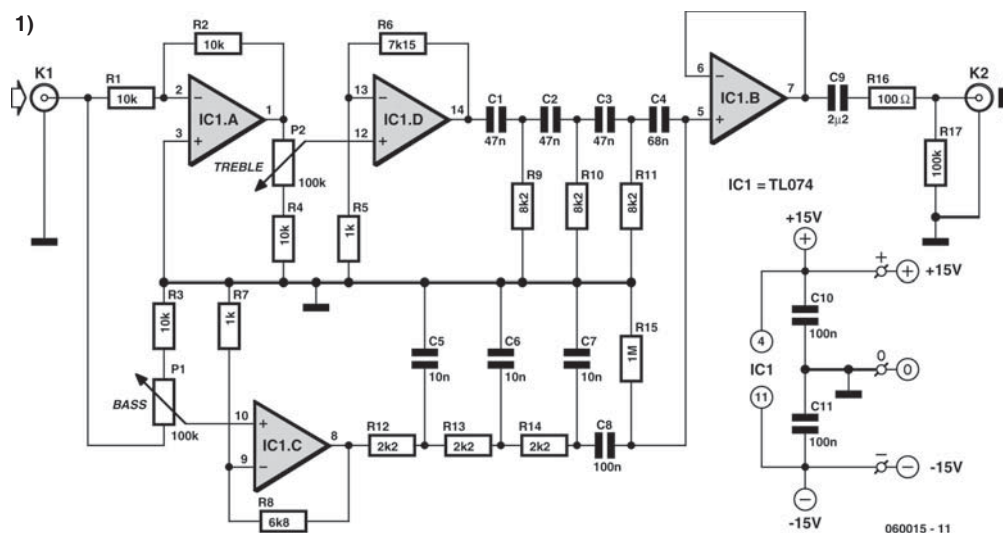 1)
K1
R1
10k
R2
10k
2
3
1
IC1.A
P2
TREBLE
100k
R4
10k
R6
7k15
13
12
14
IC1.D
R5
1k
C1
47n
C2
47n
C3
47n
C4
68n
R9
8k2
R10
8k2
R11
8k2
6
5
7
IC1.B
C9
2µ2
R16
100Ω
K2
R17
100k
IC1 = TL074
R3
10k
P1
BASS
100k
R7
1k
10
9
8
IC1.C
R8
6k8
R12
2k2
R13
2k2
R14
2k2
C5
10n
C6
10n
C7
10n
C8
100n
R15
1M
+15V
+
+
+
+15V
C10
100n
4
IC1
11
0
0
C11
100n
–
–
-15V
–
-15V
060015 - 11